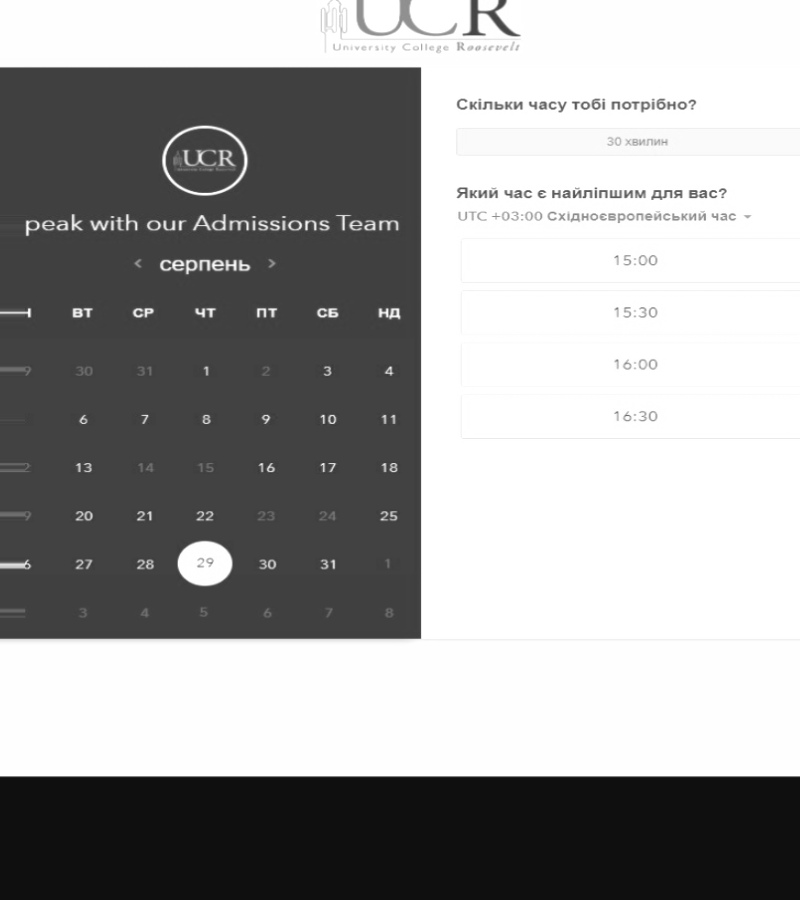 UCR
University College Roosevelt
UCR
peak with our Admissions Team
< серпень >
ВТ СР ЧТ ПТ СБ НД
30 31 1 2 3 4
6 7 8 9 10 11
13 14 15 16 17 18
20 21 22 23 24 25
27 28 29 30 31 1
3 4 5 6 7 8
Скільки часу тобі потрібно?
30 хвилин
Який час є найліпшим для вас?
UTC +03:00 Східноєвропейський час
15:00
15:30
16:00
16:30